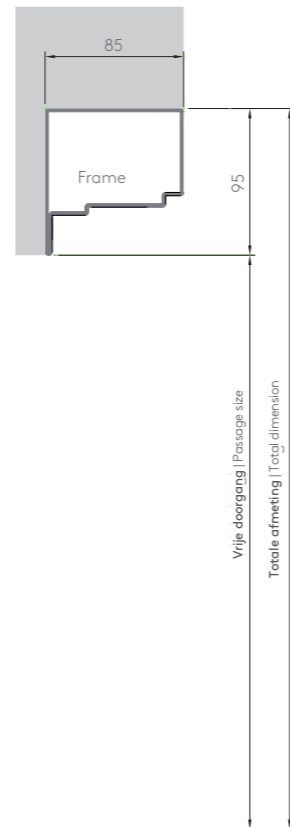 85
Frame
95
Vrije doorgang | Passage size
Totale afmeting | Total dimension